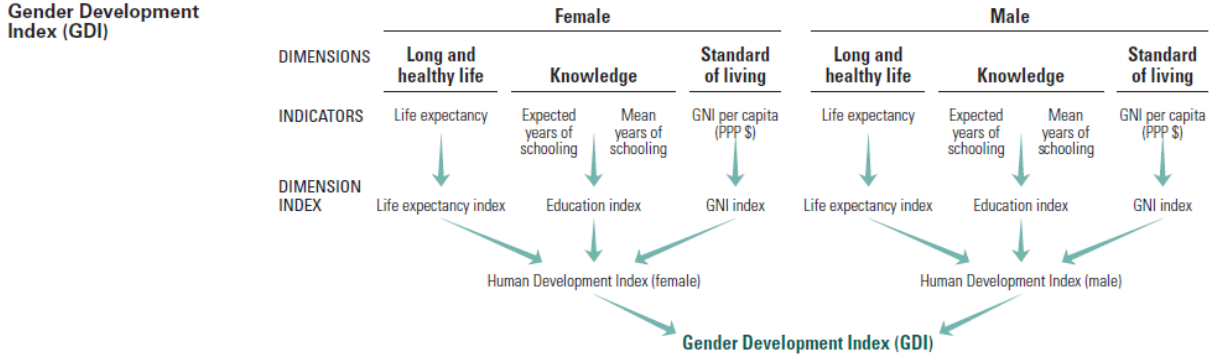 Gender Development
Index (GDI)
Female Male
DIMENSIONS Long and
healthy life Knowledge Standard
of living Long and
healthy life Knowledge Standard
of living
INDICATORS Life expectancy Expected
years of
schooling Mean
years of
schooling GNI per capita
(PPP $) Life expectancy Expected
years of
schooling Mean
years of
schooling GNI per capita
(PPP $)
DIMENSION
INDEX Life expectancy index Education index GNI index Life expectancy index Education index GNI index
Human Development Index (female) Human Development Index (male)
Gender Development Index (GDI)